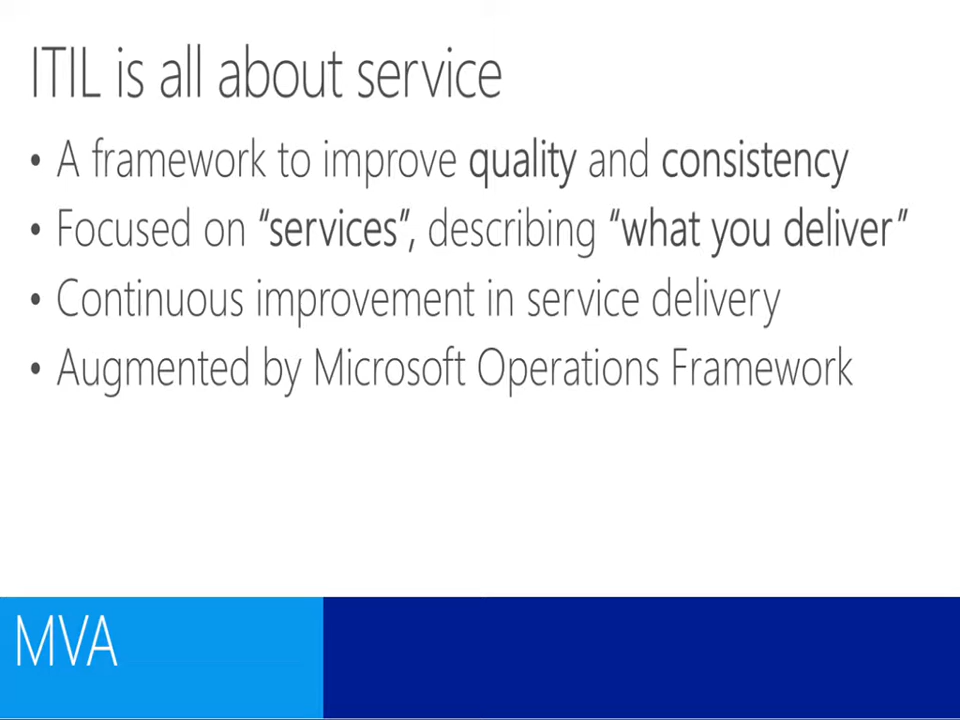 ITIL is all about service
• A framework to improve quality and consistency
• Focused on “services”, describing “what you deliver”
• Continuous improvement in service delivery
• Augmented by Microsoft Operations Framework
MVA